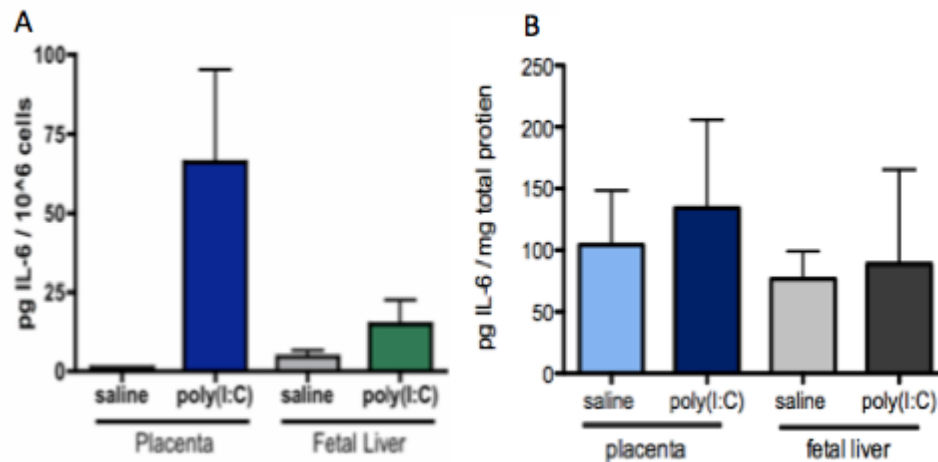 A
pg IL-6 / 10^6 cells
100
75
50
25
0
saline poly(I:C) saline poly(I:C)
Placenta Fetal Liver
B
pg IL-6 / mg total protien
250
200
150
100
50
0
saline poly(I:C) saline poly(I:C)
placenta fetal liver